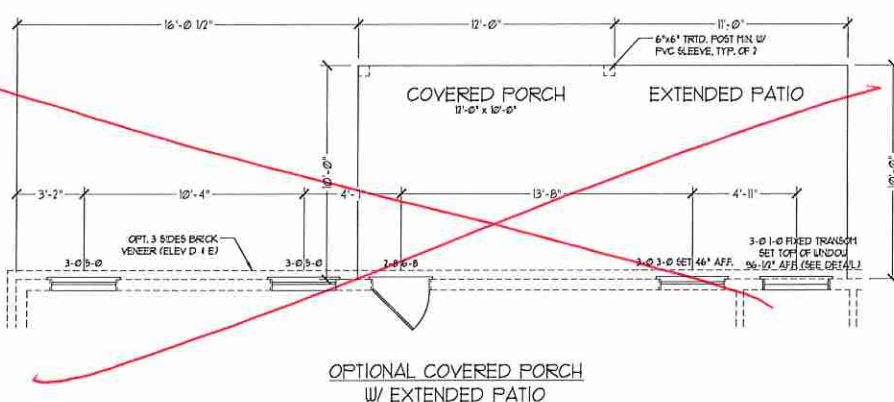 16'-0 1/2"
12'-0"
11'-0"
6"x6" TRTD. POST MIN. W/
PVC SLEEVE, TYP. OF 2
COVERED PORCH
12'-0" x 10'-0"
EXTENDED PATIO
10'-0"
10'-0"
3'-2"
10'-4"
4'-
13'-8"
4'-11"
OPT. 3 SIDES BRICK
VENEER (ELEV D & E)
3-0 1-0 FIXED TRANSOM
SET TOP OF WINDOW
96-1/2" AFF. (SEE DETAIL)
3-0 5-0
3-0 5-0
2-8 6-8
3-0 3-0 SET 46" AFF.
OPTIONAL COVERED PORCH
W/ EXTENDED PATIO